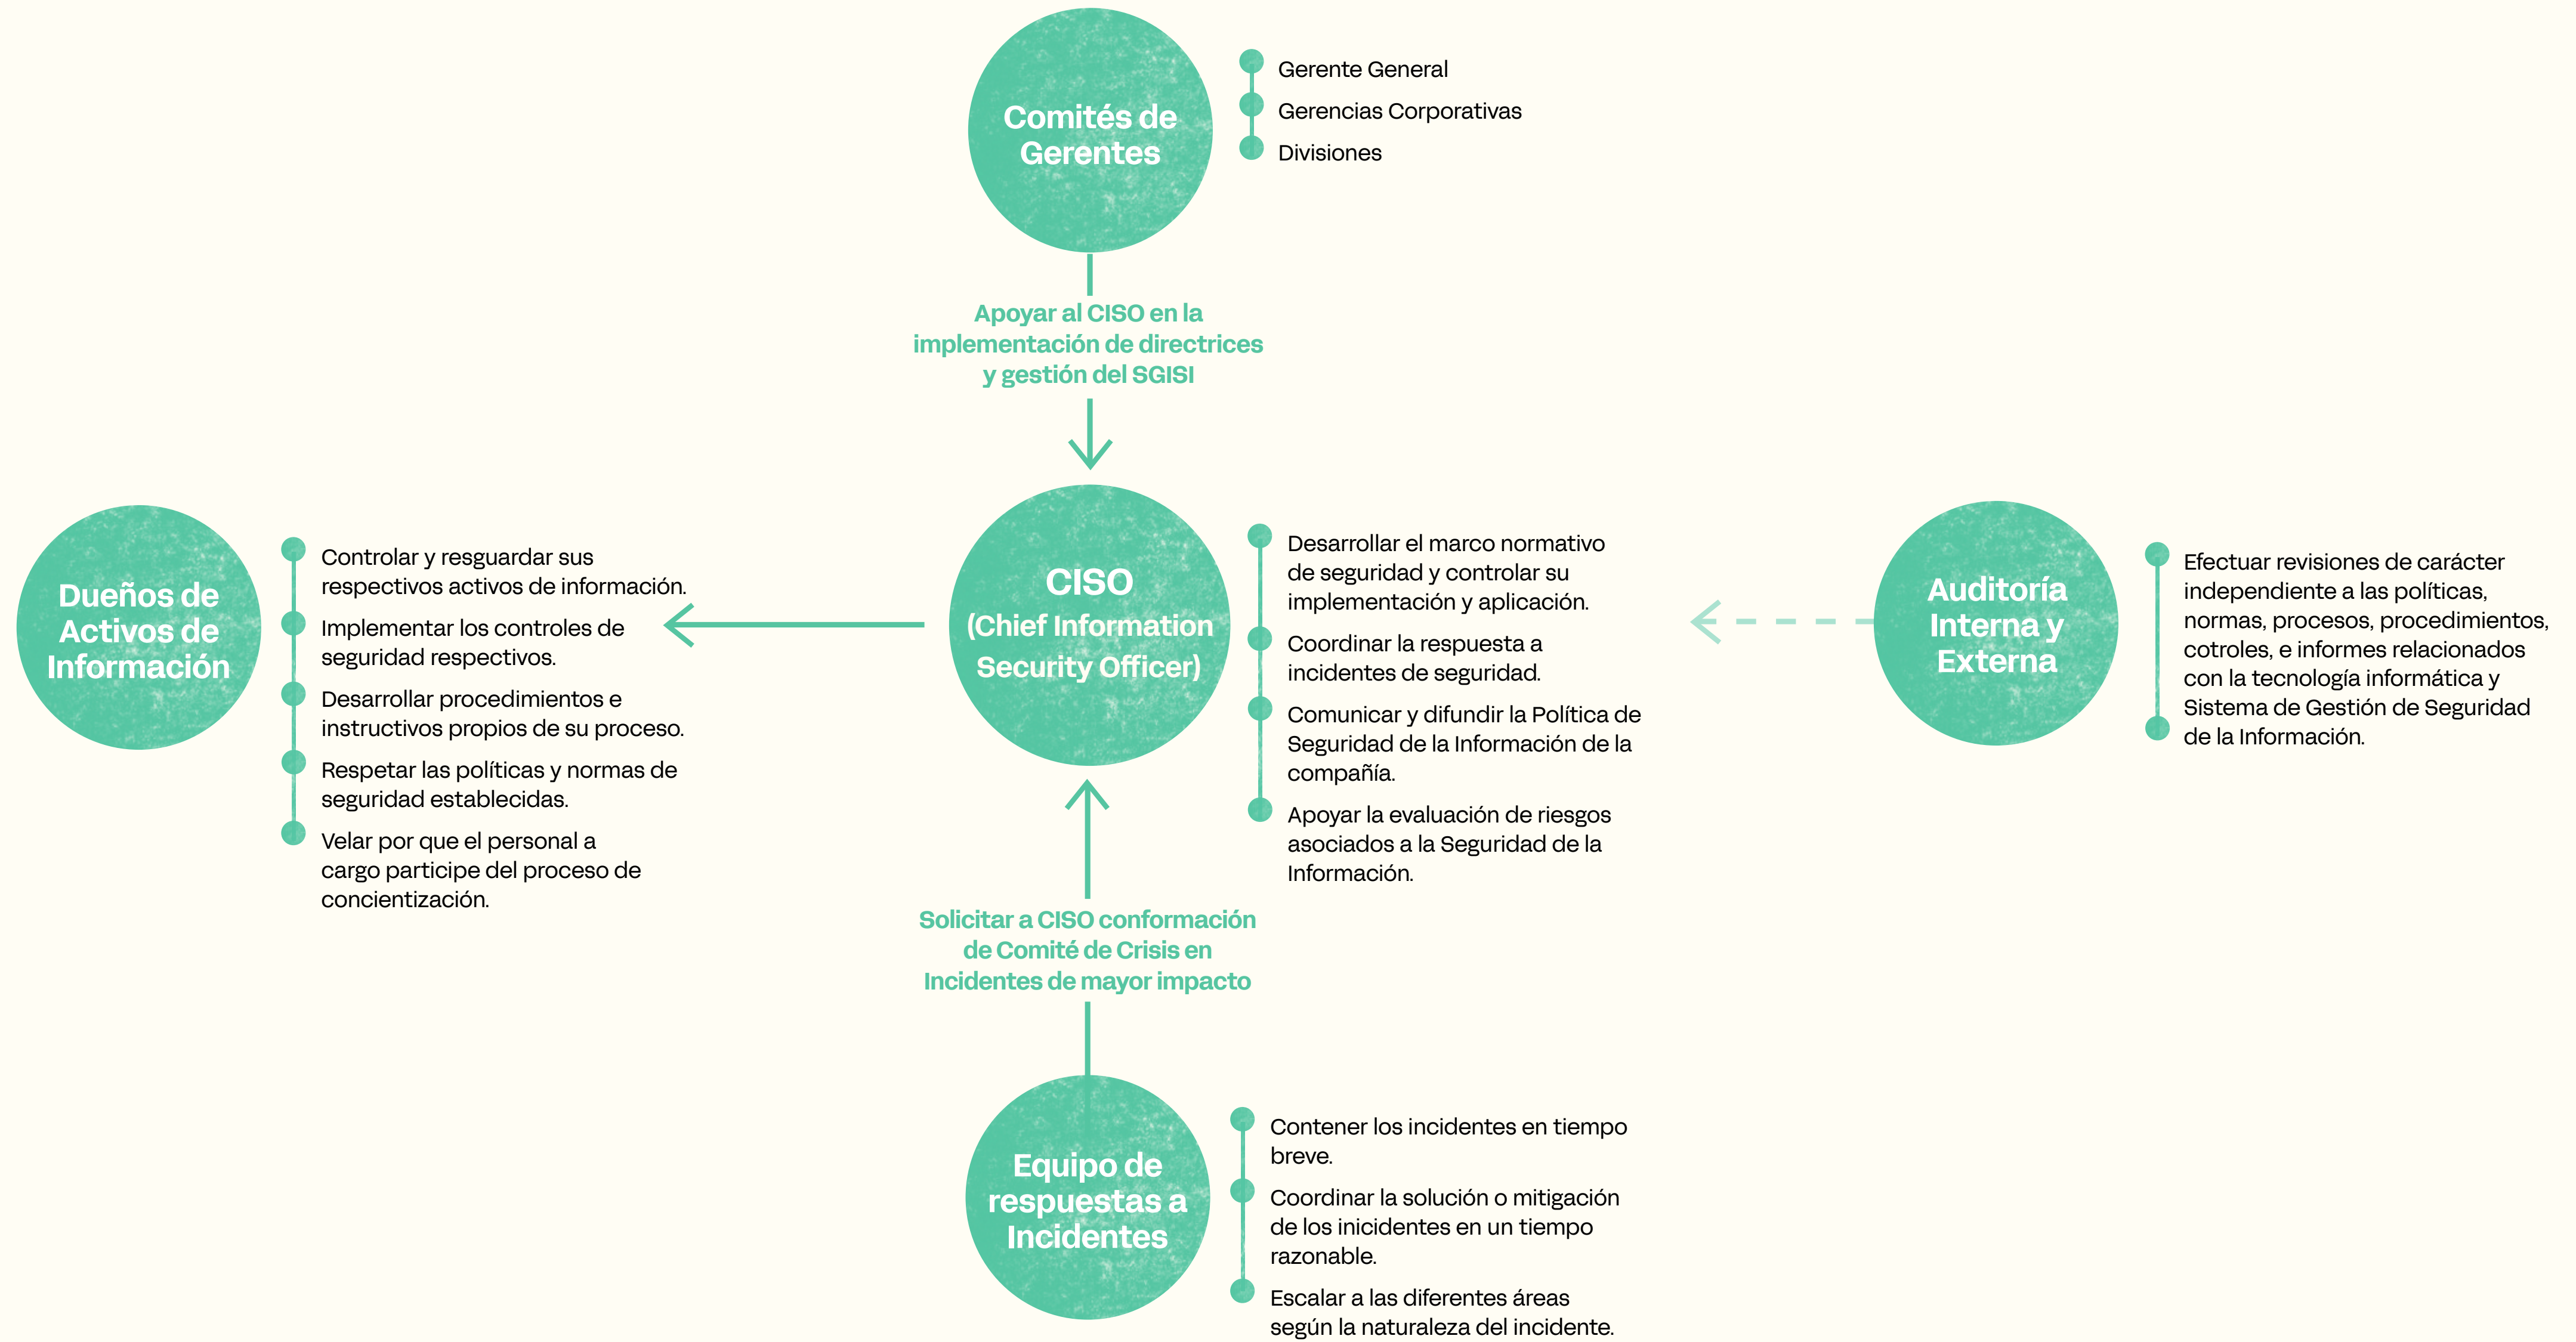 Comités de
Gerentes
Gerente General
Gerencias Corporativas
Divisiones
Apoyar al CISO en la
implementación de directrices
y gestión del SGISI
Dueños de
Activos de
Información
Controlar y resguardar sus
respectivos activos de información.
Implementar los controles de
seguridad respectivos.
Desarrollar procedimientos e
instructivos propios de su proceso.
Respetar las políticas y normas de
seguridad establecidas.
Velar por que el personal a
cargo participe del proceso de
concientización.
CISO
(Chief Information
Security Officer)
Desarrollar el marco normativo
de seguridad y controlar su
implementación y aplicación.
Coordinar la respuesta a
incidentes de seguridad.
Comunicar y difundir la Política de
Seguridad de la Información de la
compañía.
Apoyar la evaluación de riesgos
asociados a la Seguridad de la
Información.
Auditoría
Interna y
Externa
Efectuar revisiones de carácter
independiente a las políticas,
normas, procesos, procedimientos,
cotroles, e informes relacionados
con la tecnología informática y
Sistema de Gestión de Seguridad
de la Información.
Solicitar a CISO conformación
de Comité de Crisis en
Incidentes de mayor impacto
Equipo de
respuestas a
Incidentes
Contener los incidentes en tiempo
breve.
Coordinar la solución o mitigación
de los inicidentes en un tiempo
razonable.
Escalar a las diferentes áreas
según la naturaleza del incidente.